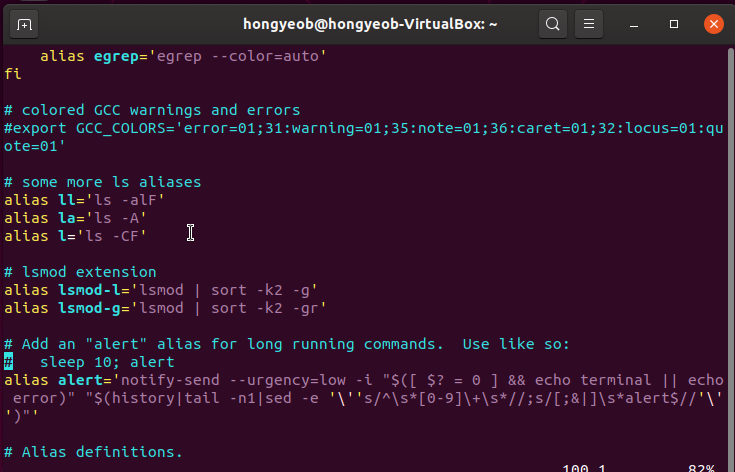 hongyeob@hongyeob-VirtualBox: ~
    alias egrep='egrep --color=auto'
fi
# colored GCC warnings and errors
#export GCC_COLORS='error=01;31:warning=01;35:note=01;36:caret=01;32:locus=01:qu
ote=01'
# some more ls aliases
alias ll='ls -alF'
alias la='ls -A'
alias l='ls -CF'
# lsmod extension
alias lsmod-l='lsmod | sort -k2 -g'
alias lsmod-g='lsmod | sort -k2 -gr'
# Add an "alert" alias for long running commands.  Use like so:
#   sleep 10; alert
alias alert='notify-send --urgency=low -i "$([ $? = 0 ] && echo terminal || echo
 error)" "$(history|tail -n1|sed -e '\''s/^\s*[0-9]\+\s*//;s/[;&|]\s*alert$//'\'
')"'
# Alias definitions.
100,1 82%